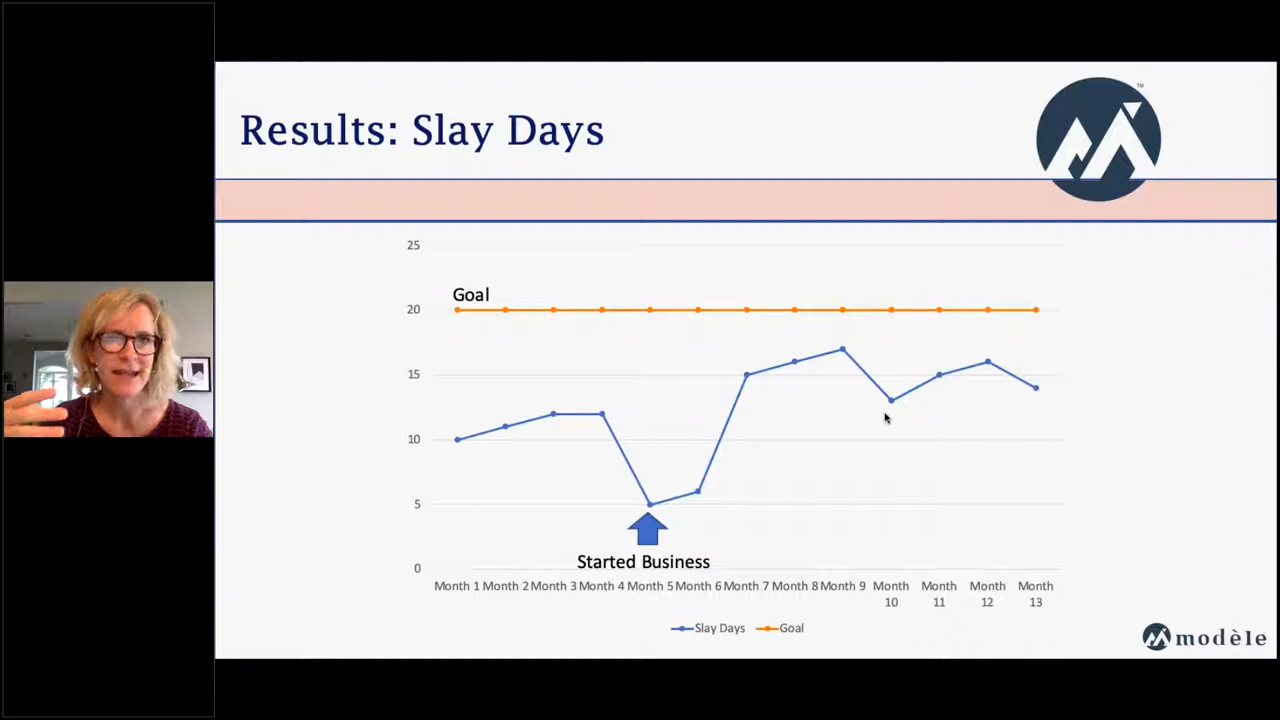 Results: Slay Days
TM
25
Goal
20
15
10
5
Started Business
0
Month 1 Month 2 Month 3 Month 4 Month 5 Month 6 Month 7 Month 8 Month 9 Month 10 Month 11 Month 12 Month 13
Slay Days Goal
modèle